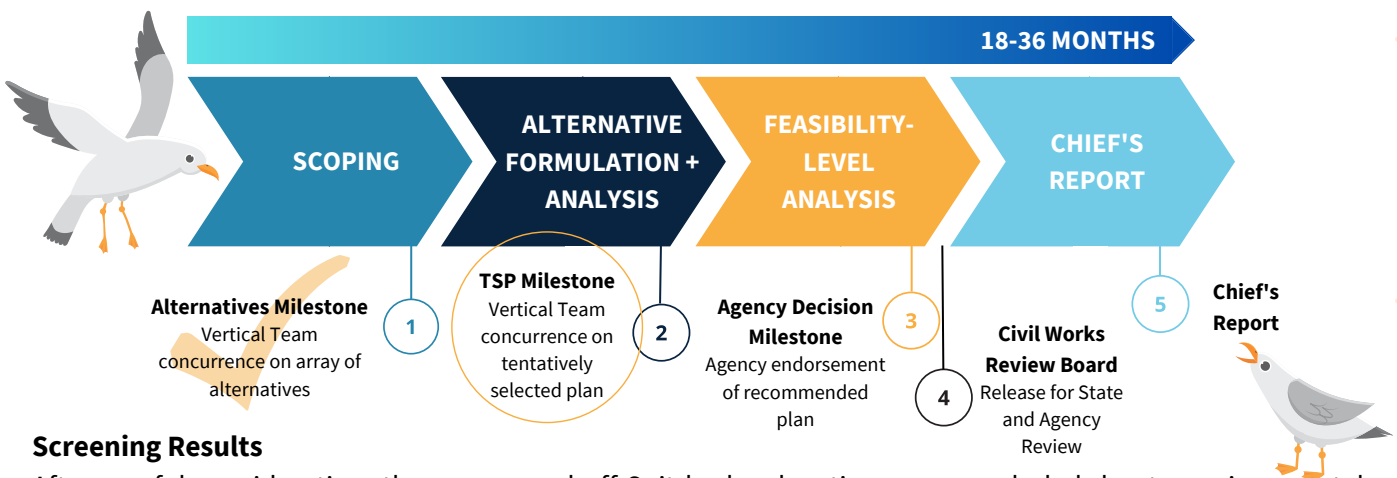 18-36 MONTHS
SCOPING
ALTERNATIVE
FORMULATION +
ANALYSIS
FEASIBILITY-
LEVEL
ANALYSIS
CHIEF'S
REPORT
Alternatives Milestone
Vertical Team
concurrence on array of
alternatives
1
TSP Milestone
Vertical Team
concurrence on
tentatively
selected plan
2
Agency Decision
Milestone
Agency endorsement
of recommended
plan
3
4
Civil Works
Review Board
Release for State
and Agency
Review
5
Chief's
Report
Screening Results